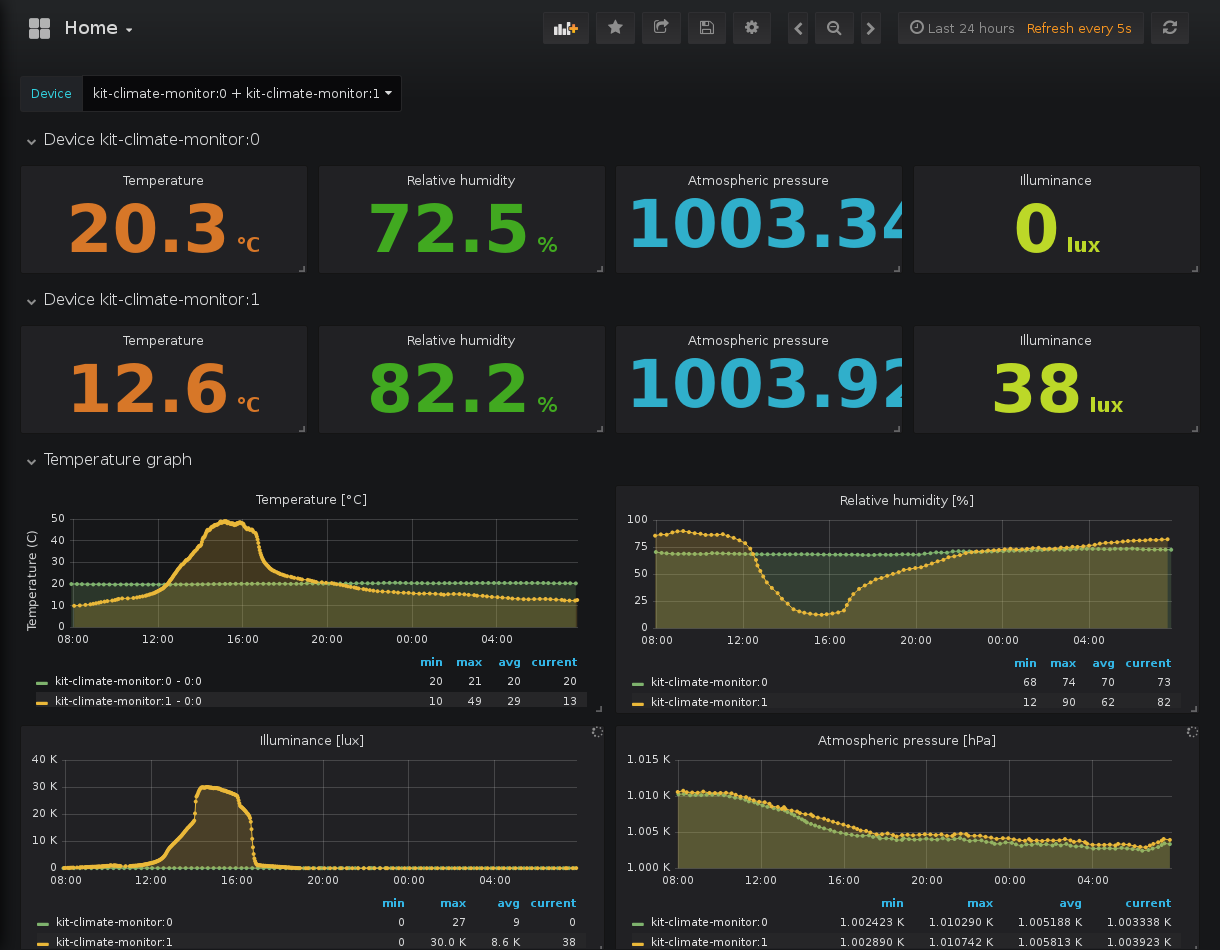 Home
Last 24 hours Refresh every 5s
Device kit-climate-monitor:0 + kit-climate-monitor:1
Device kit-climate-monitor:0
Temperature Relative humidity Atmospheric pressure Illuminance
20.3 °C 72.5 % 1003.34 0 lux
Device kit-climate-monitor:1
Temperature Relative humidity Atmospheric pressure Illuminance
12.6 °C 82.2 % 1003.92 38 lux
Temperature graph
Temperature [°C]
Temperature (C)
50
40
30
20
10
0
08:00 12:00 16:00 20:00 00:00 04:00
min max avg current
kit-climate-monitor:0 - 0:0 20 21 20 20
kit-climate-monitor:1 - 0:0 10 49 29 13
Relative humidity [%]
100
75
50
25
0
08:00 12:00 16:00 20:00 00:00 04:00
min max avg current
kit-climate-monitor:0 68 74 70 73
kit-climate-monitor:1 12 90 62 82
Illuminance [lux]
40 K
30 K
20 K
10 K
0
08:00 12:00 16:00 20:00 00:00 04:00
min max avg current
kit-climate-monitor:0 0 27 9 0
kit-climate-monitor:1 0 30.0 K 8.6 K 38
Atmospheric pressure [hPa]
1.015 K
1.010 K
1.005 K
1.000 K
08:00 12:00 16:00 20:00 00:00 04:00
min max avg current
kit-climate-monitor:0 1.002423 K 1.010290 K 1.005188 K 1.003338 K
kit-climate-monitor:1 1.002890 K 1.010742 K 1.005813 K 1.003923 K